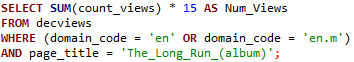 SELECT SUM(count_views) * 15 AS Num_Views
FROM decviews
WHERE (domain_code = 'en' OR domain_code = 'en.m')
AND page_title = 'The_Long_Run_(album)';